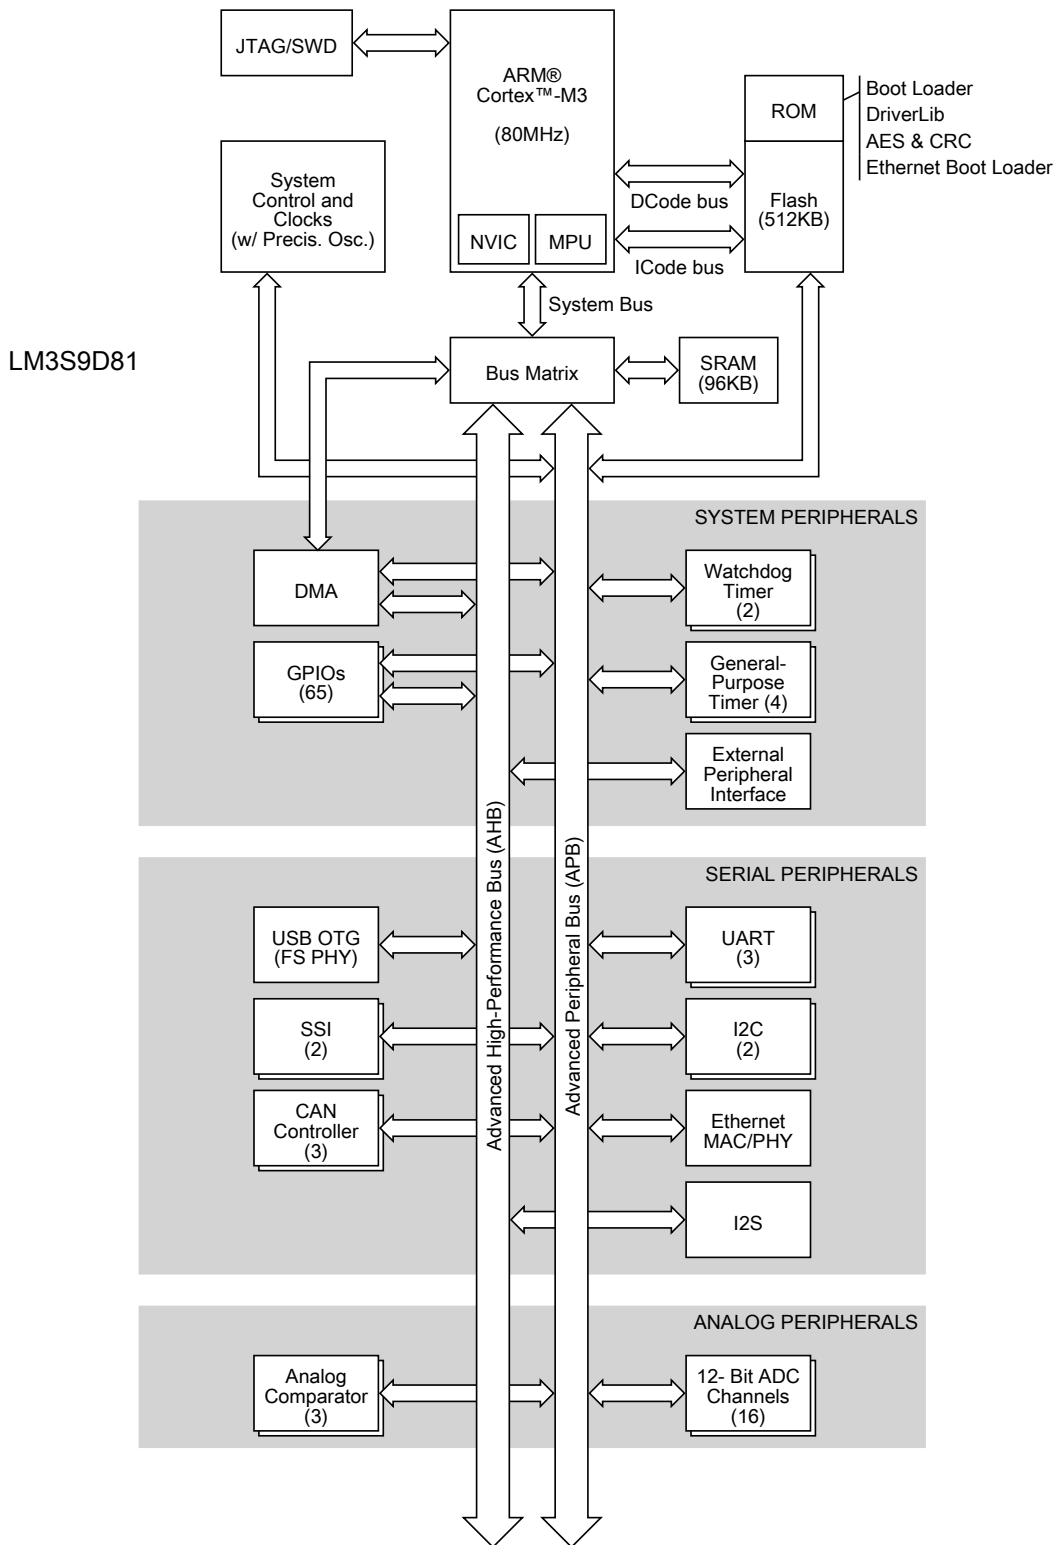 JTAG/SWD
ARM®
Cortex™-M3
(80MHz)
NVIC
MPU
ROM
Flash
(512KB)
Boot Loader
DriverLib
AES & CRC
Ethernet Boot Loader
DCode bus
ICode bus
System
Control and
Clocks
(w/ Precis. Osc.)
System Bus
LM3S9D81
Bus Matrix
SRAM
(96KB)
SYSTEM PERIPHERALS
DMA
Watchdog
Timer
(2)
GPIOs
(65)
General-
Purpose
Timer (4)
External
Peripheral
Interface
Advanced High-Performance Bus (AHB)
Advanced Peripheral Bus (APB)
SERIAL PERIPHERALS
USB OTG
(FS PHY)
UART
(3)
SSI
(2)
I2C
(2)
CAN
Controller
(3)
Ethernet
MAC/PHY
I2S
ANALOG PERIPHERALS
Analog
Comparator
(3)
12- Bit ADC
Channels
(16)